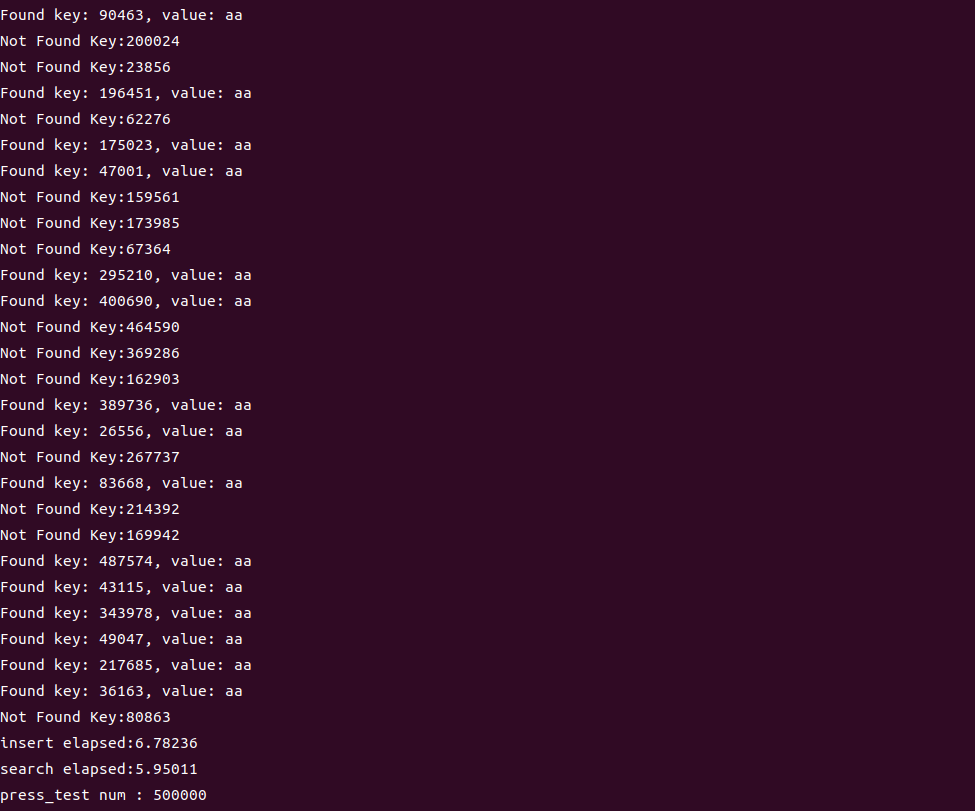 Found key: 90463, value: aa
Not Found Key:200024
Not Found Key:23856
Found key: 196451, value: aa
Not Found Key:62276
Found key: 175023, value: aa
Found key: 47001, value: aa
Not Found Key:159561
Not Found Key:173985
Not Found Key:67364
Found key: 295210, value: aa
Found key: 400690, value: aa
Not Found Key:464590
Not Found Key:369286
Not Found Key:162903
Found key: 389736, value: aa
Found key: 26556, value: aa
Not Found Key:267737
Found key: 83668, value: aa
Not Found Key:214392
Not Found Key:169942
Found key: 487574, value: aa
Found key: 43115, value: aa
Found key: 343978, value: aa
Found key: 49047, value: aa
Found key: 217685, value: aa
Found key: 36163, value: aa
Not Found Key:80863
insert elapsed:6.78236
search elapsed:5.95011
press_test num : 500000